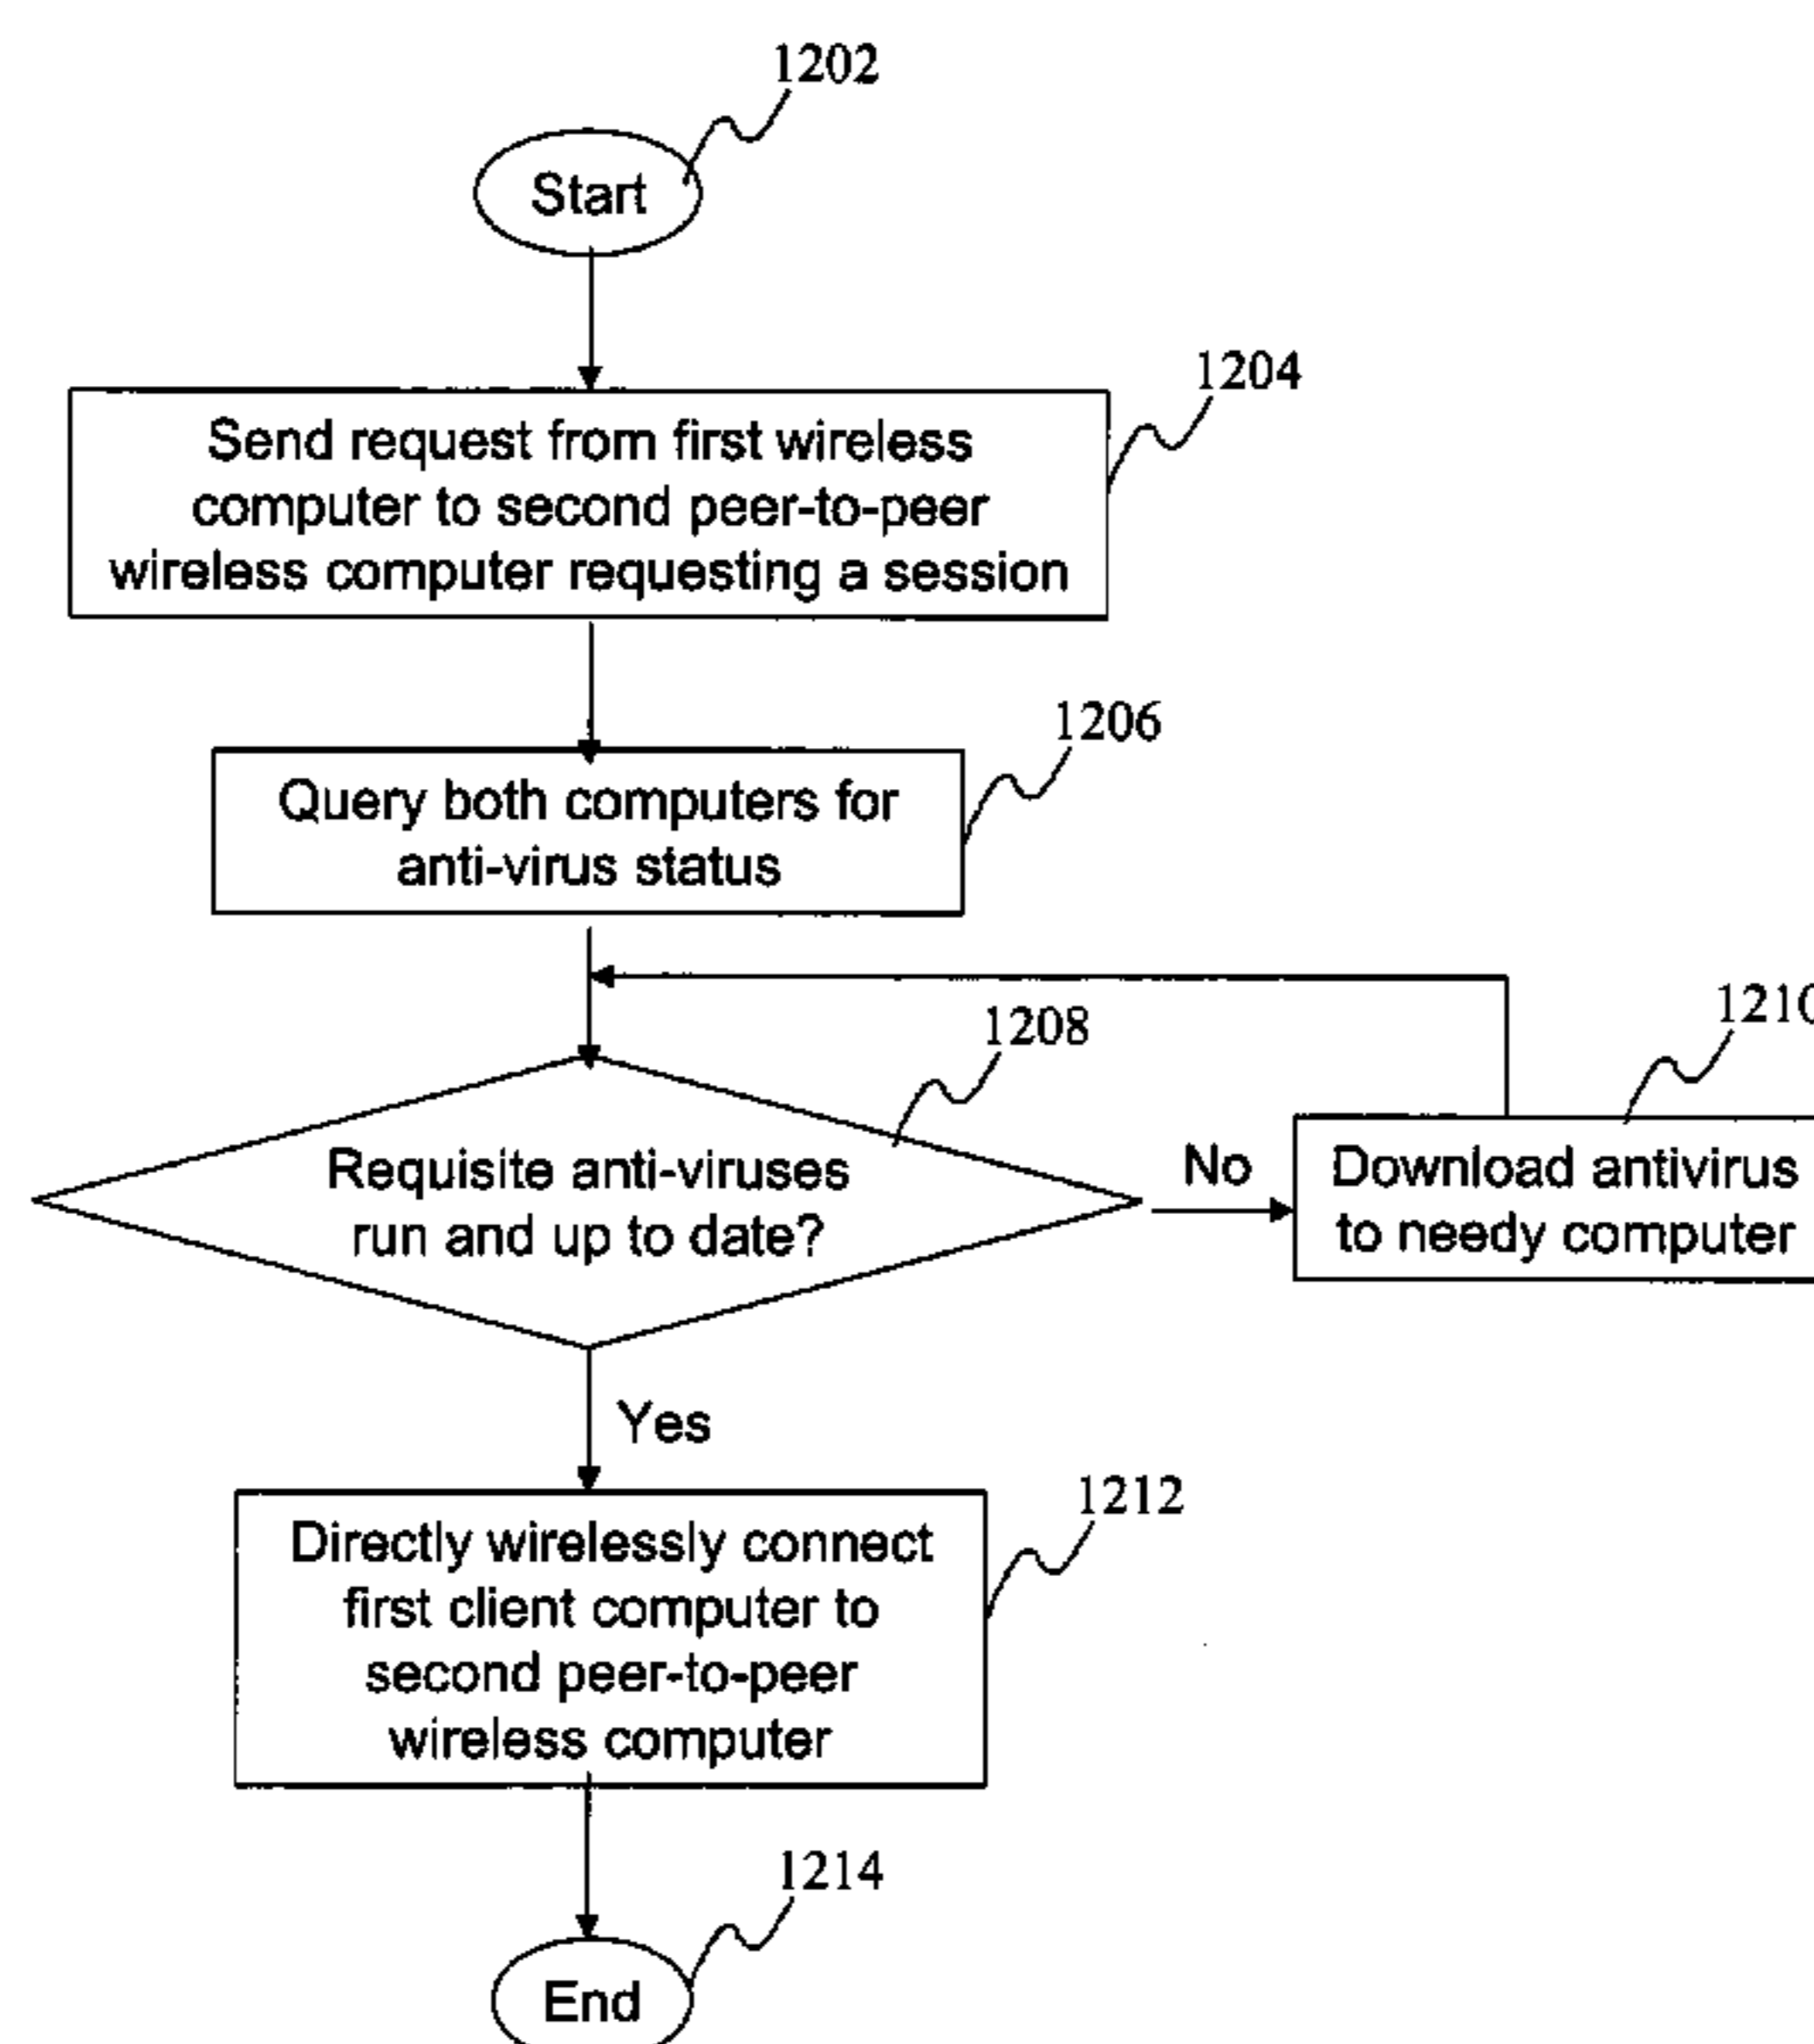 1202
Start
1204
Send request from first wireless
computer to second peer-to-peer
wireless computer requesting a session
1206
Query both computers for
anti-virus status
1208
1210
Requisite anti-viruses
run and up to date?
No
Download antivirus
to needy computer
Yes
1212
Directly wirelessly connect
first client computer to
second peer-to-peer
wireless computer
1214
End